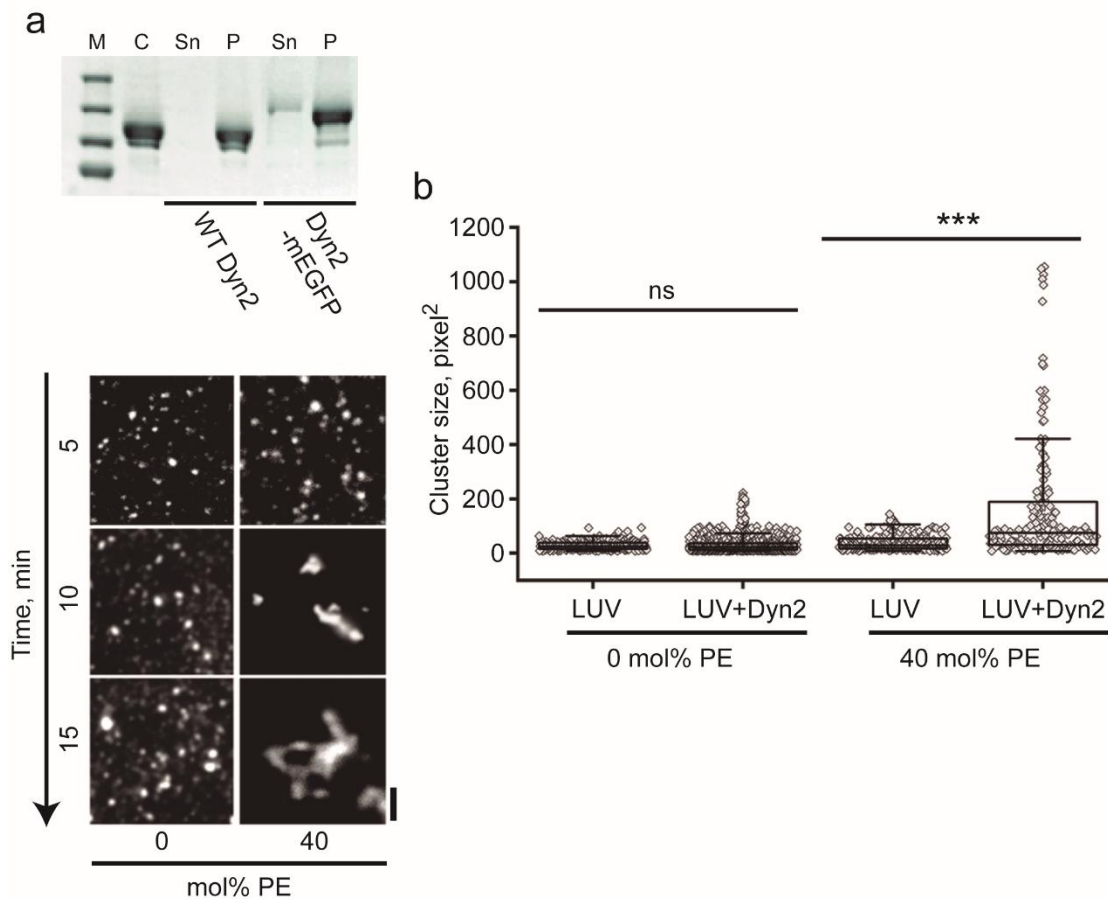 a
M C Sn P Sn P
WT Dyn2
Dyn2
-mEGFP
Time, min
5
10
15
0 40
mol% PE
b
Cluster size, pixel²
1200
1000
800
600
400
200
0
ns
***
LUV LUV+Dyn2 LUV LUV+Dyn2
0 mol% PE 40 mol% PE